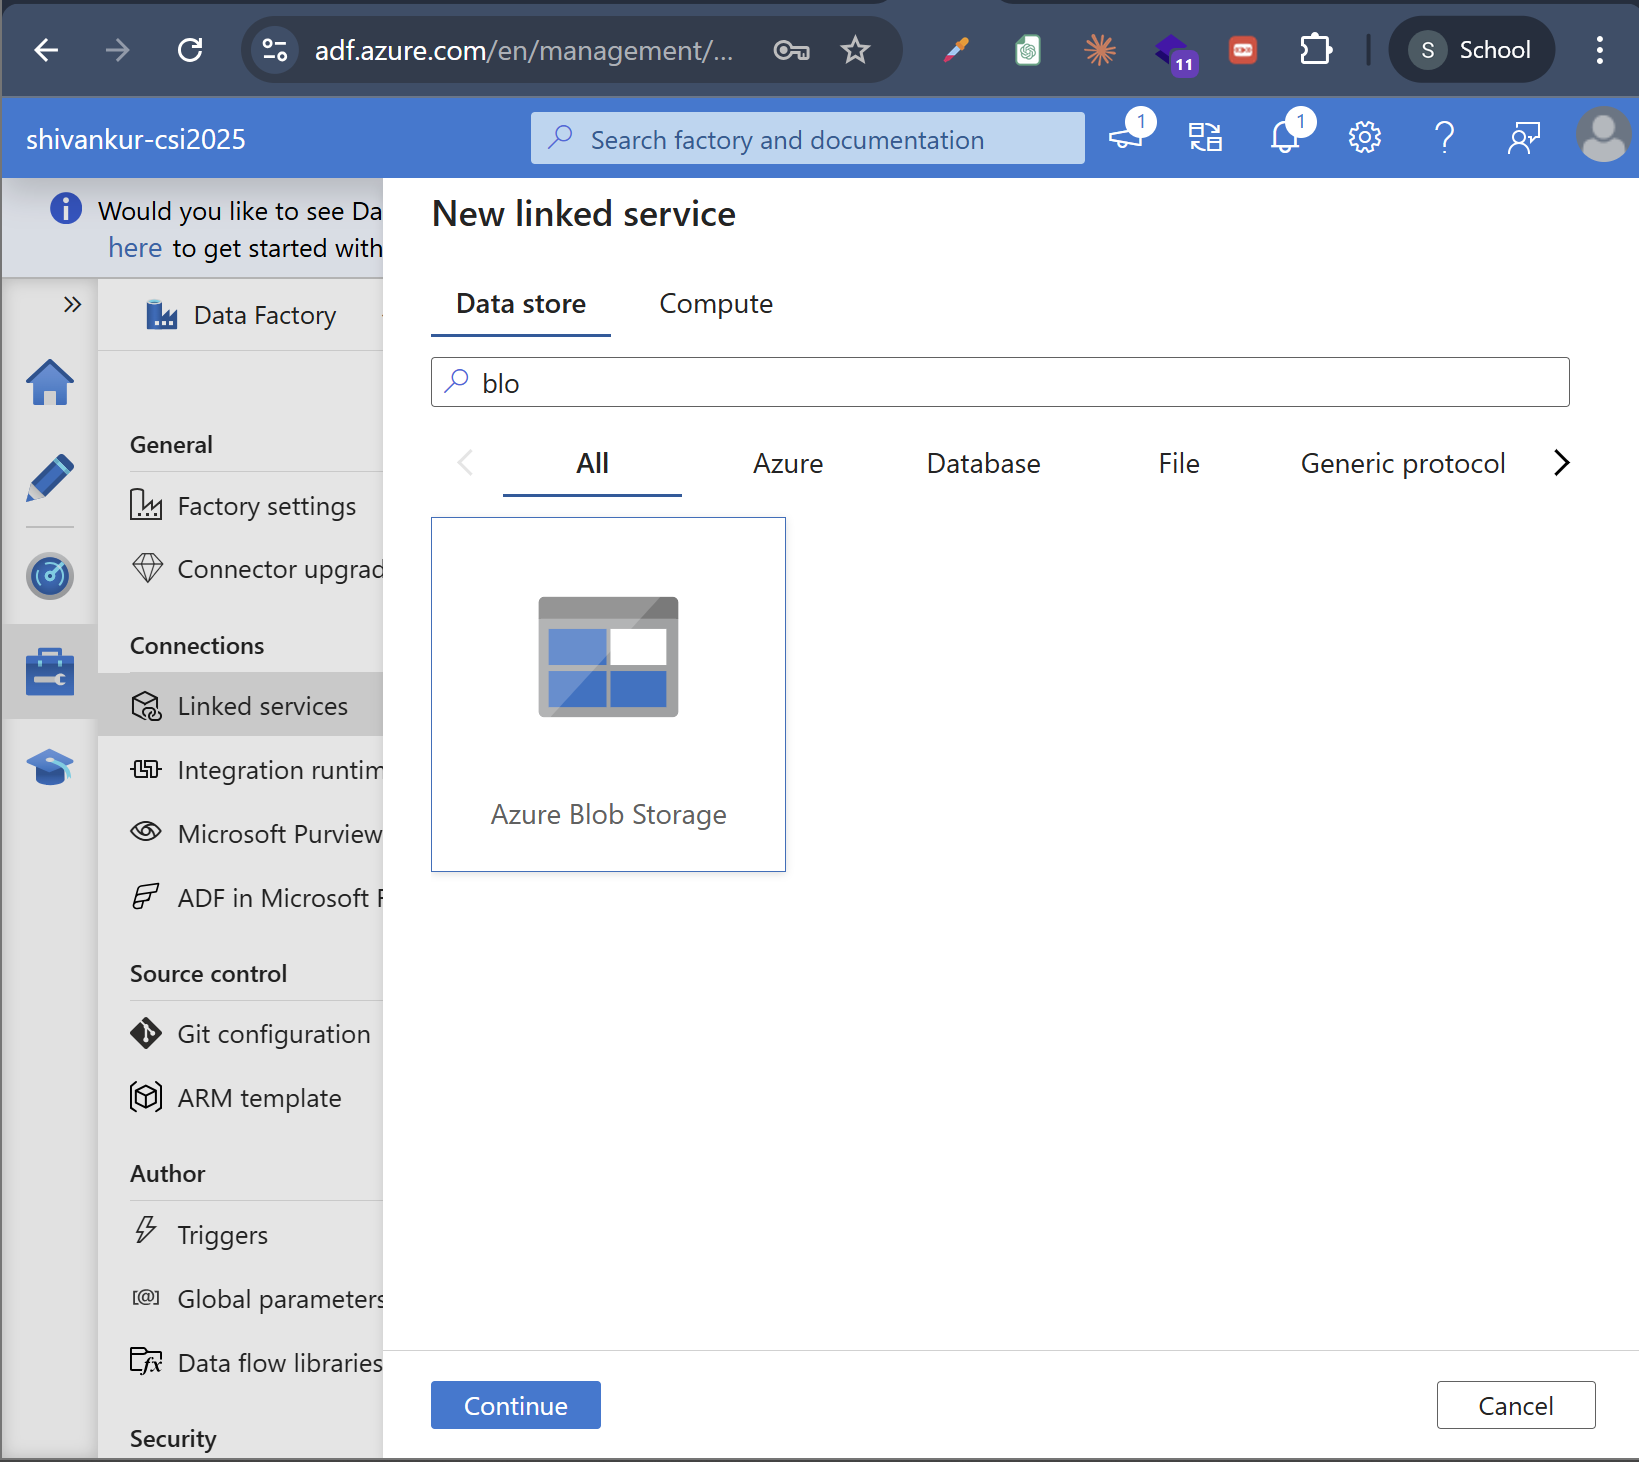 adf.azure.com/en/management/...
11
S School
shivankur-csi2025
Search factory and documentation
1
1
Would you like to see Da
here to get started with
Data Factory
General
Factory settings
Connector upgrad
Connections
Linked services
Integration runtim
Microsoft Purview
ADF in Microsoft F
Source control
Git configuration
ARM template
Author
Triggers
Global parameters
Data flow libraries
Security
New linked service
Data store
Compute
blo
All
Azure
Database
File
Generic protocol
Azure Blob Storage
Continue
Cancel